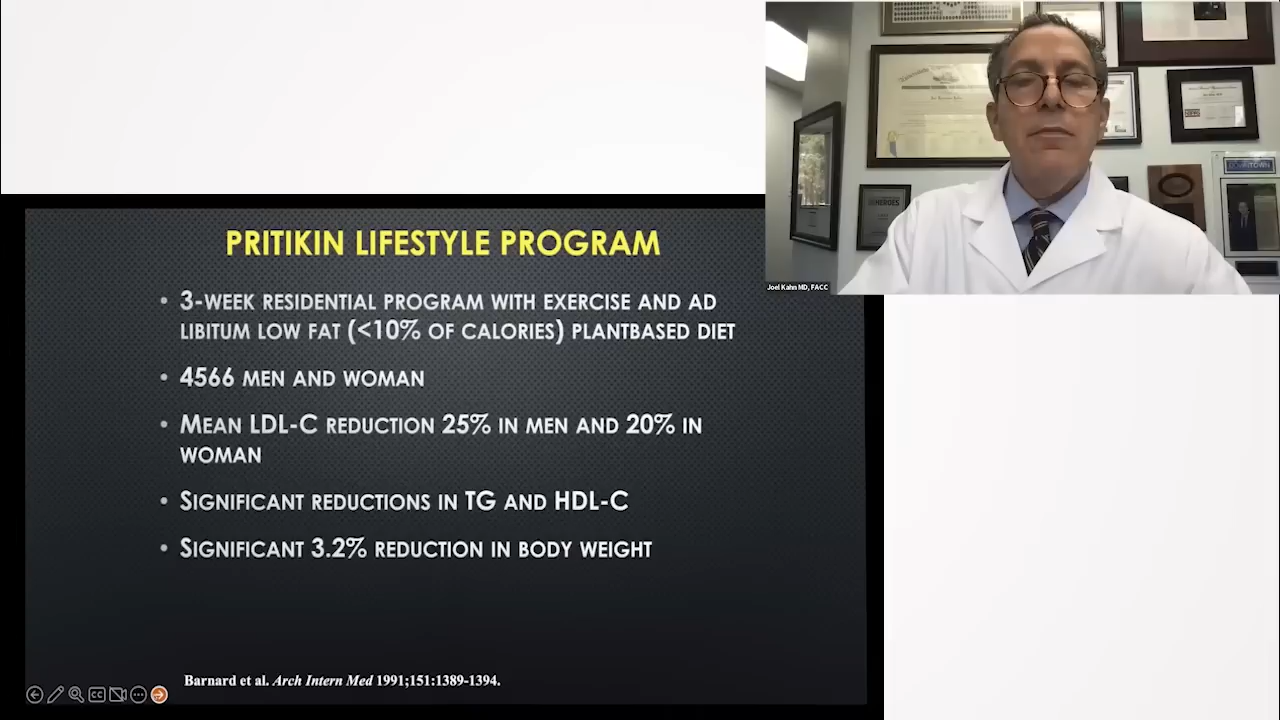 PRITIKIN LIFESTYLE PROGRAM
• 3-WEEK RESIDENTIAL PROGRAM WITH EXERCISE AND AD
LIBITUM LOW FAT (<10% OF CALORIES) PLANTBASED DIET
• 4566 MEN AND WOMAN
• MEAN LDL-C REDUCTION 25% IN MEN AND 20% IN
WOMAN
• SIGNIFICANT REDUCTIONS IN TG AND HDL-C
• SIGNIFICANT 3.2% REDUCTION IN BODY WEIGHT
Barnard et al. Arch Intern Med 1991;151:1389-1394.
CC
Joel Kahn MD, FACC
HEROES